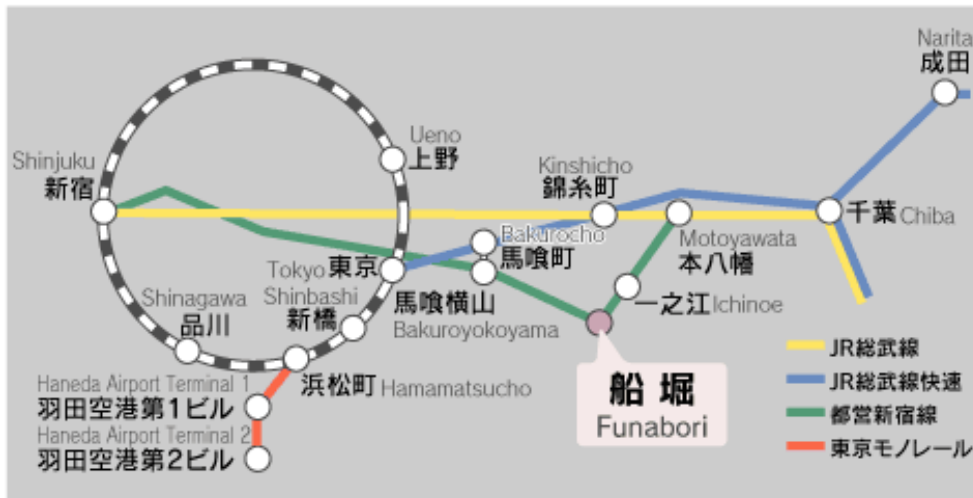 Narita
成田
Ueno
上野
Shinjuku
新宿
Kinshicho
錦糸町
千葉 Chiba
Bakurocho
馬喰町
Motoyawata
本八幡
Tokyo 東京
馬喰横山
Bakuroyokoyama
一之江 Ichinoe
Shinagawa
品川
Shinbashi
新橋
浜松町 Hamamatsucho
Haneda Airport Terminal 1
羽田空港第1ビル
Haneda Airport Terminal 2
羽田空港第2ビル
船堀
Funabori
JR総武線
JR総武線快速
都営新宿線
東京モノレール